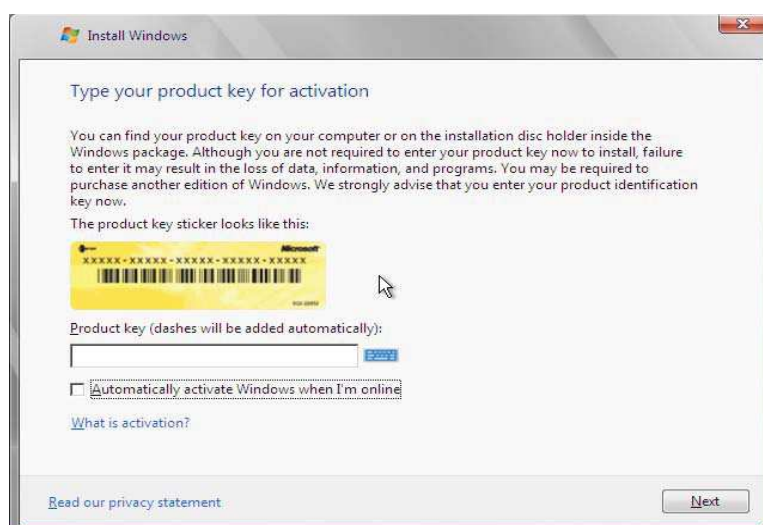 Install Windows
Type your product key for activation
You can find your product key on your computer or on the installation disc holder inside the
Windows package. Although you are not required to enter your product key now to install, failure
to enter it may result in the loss of data, information, and programs. You may be required to
purchase another edition of Windows. We strongly advise that you enter your product identification
key now.
The product key sticker looks like this:
Microsoft
XXXXX-XXXXX-XXXXX-XXXXX-XXXXX
Product key (dashes will be added automatically):
Automatically activate Windows when I'm online
What is activation?
Read our privacy statement
Next